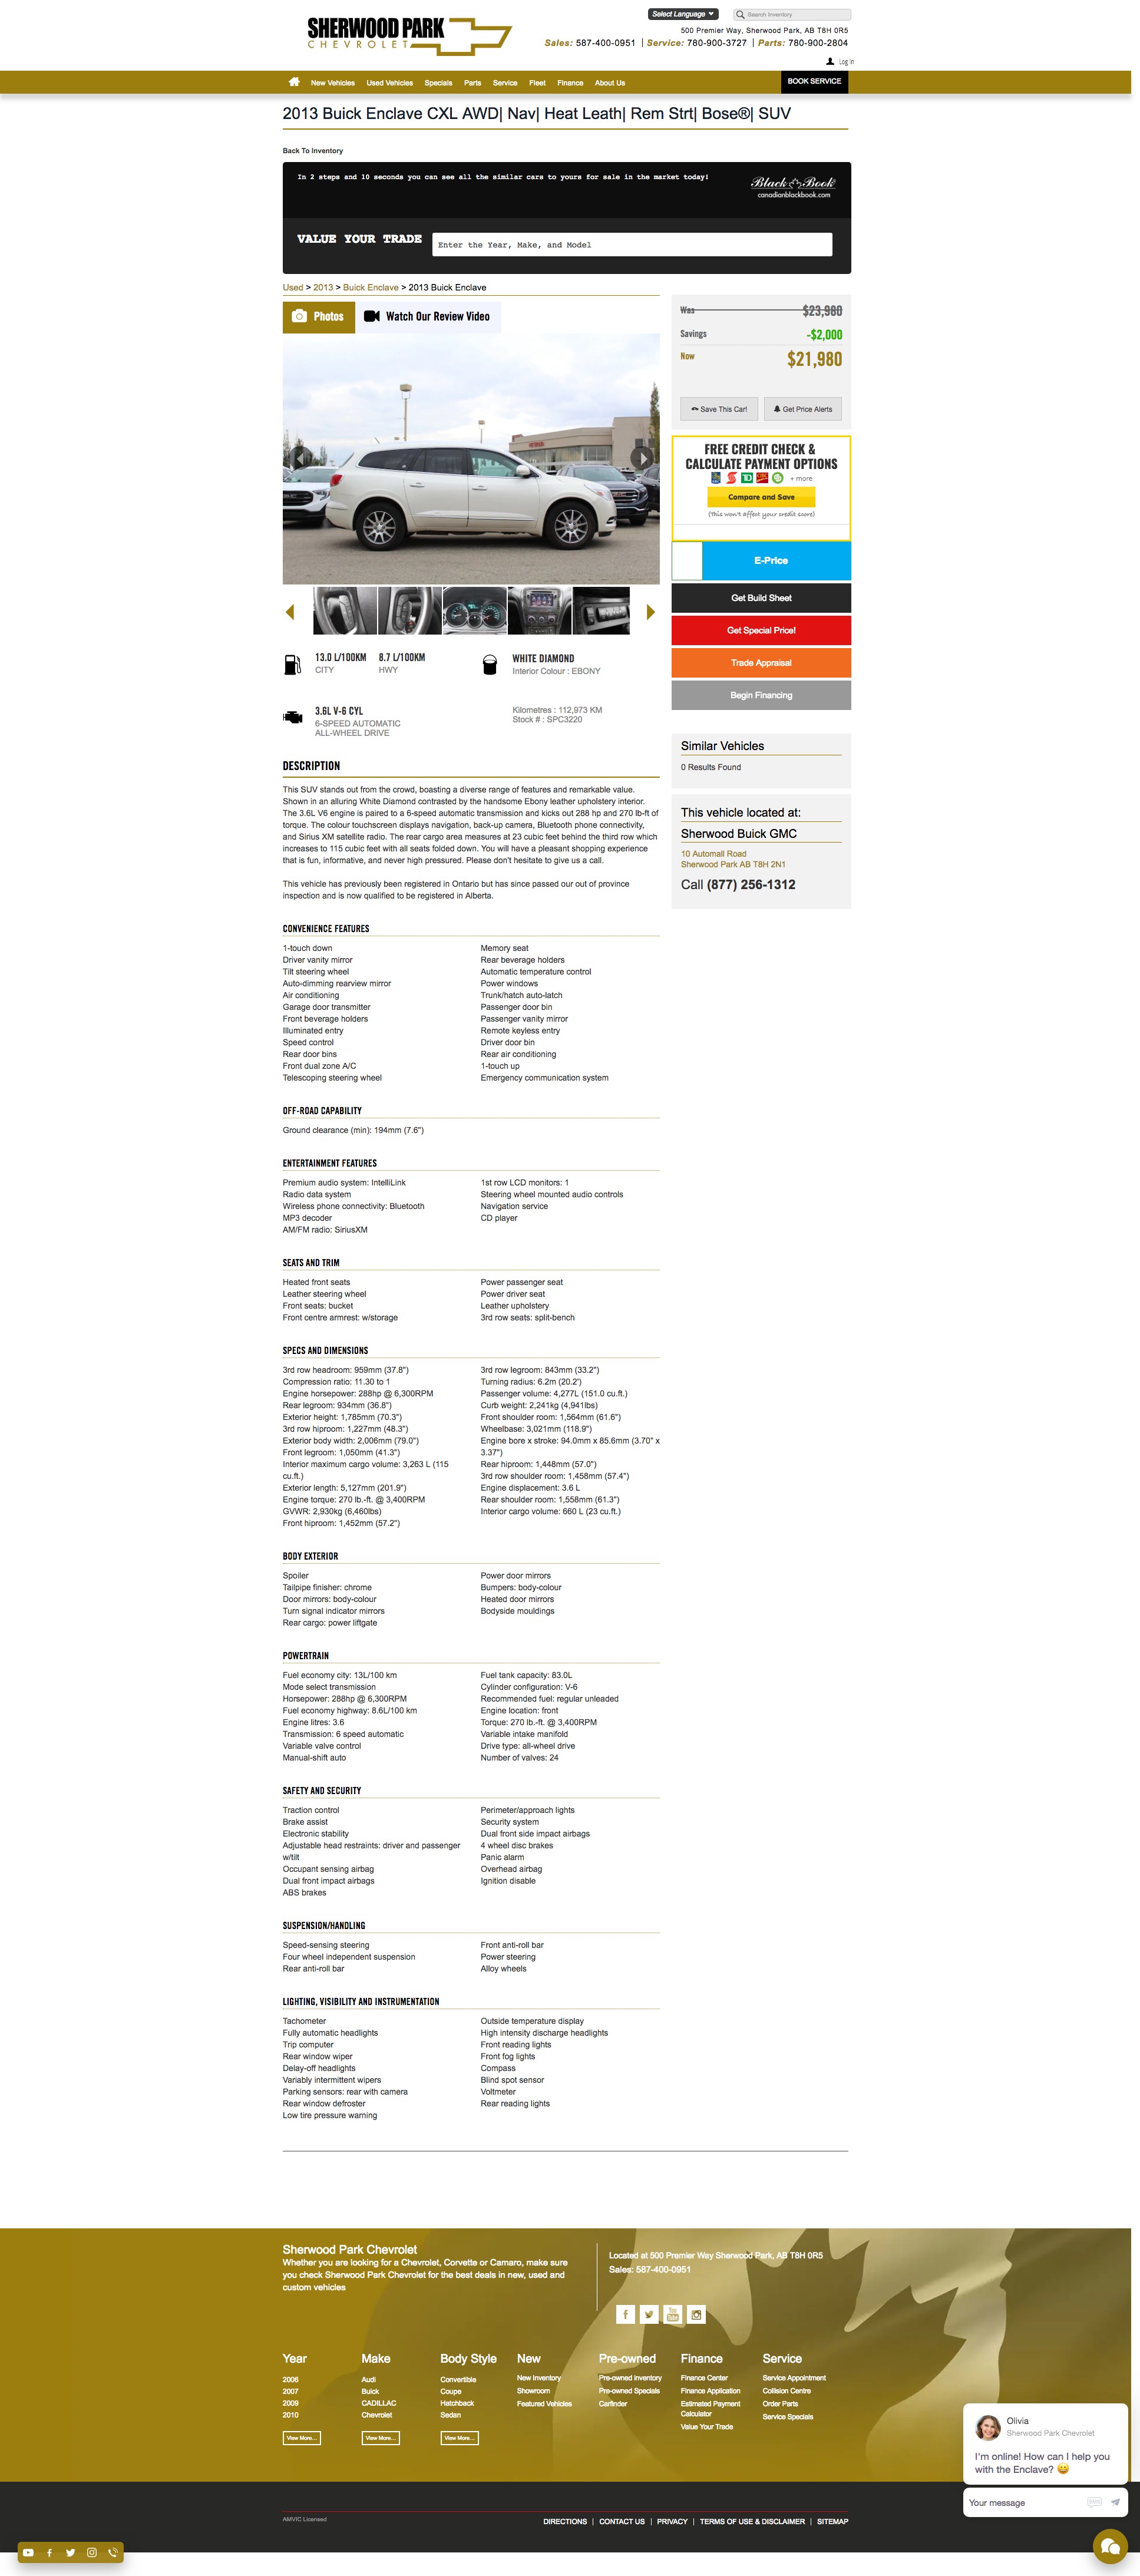 SHERWOOD PARK
CHEVROLET
Select Language
Search Inventory
500 Premier Way, Sherwood Park, AB T8H 0R5
Sales: 587-400-0951 | Service: 780-900-3727 | Parts: 780-900-2804
Log In
New Vehicles Used Vehicles Specials Parts Service Fleet Finance About Us BOOK SERVICE
2013 Buick Enclave CXL AWD| Nav| Heat Leath| Rem Strt| Bose®| SUV
Back To Inventory
In 2 steps and 10 seconds you can see all the similar cars to yours for sale in the market today!
Black Book
canadianblackbook.com
VALUE YOUR TRADE
Enter the Year, Make, and Model
Used > 2013 > Buick Enclave > 2013 Buick Enclave
Photos
Watch Our Review Video
Was $23,980
Savings -$2,000
Now $21,980
Save This Car!
Get Price Alerts
FREE CREDIT CHECK &
CALCULATE PAYMENT OPTIONS
+ more
Compare and Save
(This won't affect your credit score)
E-Price
Get Build Sheet
Get Special Price!
Trade Appraisal
Begin Financing
13.0 L/100KM 8.7 L/100KM
CITY HWY
WHITE DIAMOND
Interior Colour : EBONY
3.6L V-6 CYL
6-SPEED AUTOMATIC
ALL-WHEEL DRIVE
Kilometres : 112,973 KM
Stock # : SPC3220
Similar Vehicles
0 Results Found
This vehicle located at:
Sherwood Buick GMC
10 Automall Road
Sherwood Park AB T8H 2N1
Call (877) 256-1312
DESCRIPTION
This SUV stands out from the crowd, boasting a diverse range of features and remarkable value.
Shown in an alluring White Diamond contrasted by the handsome Ebony leather upholstery interior.
The 3.6L V6 engine is paired to a 6-speed automatic transmission and kicks out 288 hp and 270 lb-ft of
torque. The colour touchscreen displays navigation, back-up camera, Bluetooth phone connectivity,
and Sirius XM satellite radio. The rear cargo area measures at 23 cubic feet behind the third row which
increases to 115 cubic feet with all seats folded down. You will have a pleasant shopping experience
that is fun, informative, and never high pressured. Please don't hesitate to give us a call.
This vehicle has previously been registered in Ontario but has since passed our out of province
inspection and is now qualified to be registered in Alberta.
CONVENIENCE FEATURES
1-touch down
Driver vanity mirror
Tilt steering wheel
Auto-dimming rearview mirror
Air conditioning
Garage door transmitter
Front beverage holders
Illuminated entry
Speed control
Rear door bins
Front dual zone A/C
Telescoping steering wheel
Memory seat
Rear beverage holders
Automatic temperature control
Power windows
Trunk/hatch auto-latch
Passenger door bin
Passenger vanity mirror
Remote keyless entry
Driver door bin
Rear air conditioning
1-touch up
Emergency communication system
OFF-ROAD CAPABILITY
Ground clearance (min): 194mm (7.6")
ENTERTAINMENT FEATURES
Premium audio system: IntelliLink
Radio data system
Wireless phone connectivity: Bluetooth
MP3 decoder
AM/FM radio: SiriusXM
1st row LCD monitors: 1
Steering wheel mounted audio controls
Navigation service
CD player
SEATS AND TRIM
Heated front seats
Leather steering wheel
Front seats: bucket
Front centre armrest: w/storage
Power passenger seat
Power driver seat
Leather upholstery
3rd row seats: split-bench
SPECS AND DIMENSIONS
3rd row headroom: 959mm (37.8")
Compression ratio: 11.30 to 1
Engine horsepower: 288hp @ 6,300RPM
Rear legroom: 934mm (36.8")
Exterior height: 1,785mm (70.3")
3rd row hiproom: 1,227mm (48.3")
Exterior body width: 2,006mm (79.0")
Front legroom: 1,050mm (41.3")
Interior maximum cargo volume: 3,263 L (115
cu.ft.)
Exterior length: 5,127mm (201.9")
Engine torque: 270 lb.-ft. @ 3,400RPM
GVWR: 2,930kg (6,460lbs)
Front hiproom: 1,452mm (57.2")
3rd row legroom: 843mm (33.2")
Turning radius: 6.2m (20.2')
Passenger volume: 4,277L (151.0 cu.ft.)
Curb weight: 2,241kg (4,941lbs)
Front shoulder room: 1,564mm (61.6")
Wheelbase: 3,021mm (118.9")
Engine bore x stroke: 94.0mm x 85.6mm (3.70" x
3.37")
Rear hiproom: 1,448mm (57.0")
3rd row shoulder room: 1,458mm (57.4")
Engine displacement: 3.6 L
Rear shoulder room: 1,558mm (61.3")
Interior cargo volume: 660 L (23 cu.ft.)
BODY EXTERIOR
Spoiler
Tailpipe finisher: chrome
Door mirrors: body-colour
Turn signal indicator mirrors
Rear cargo: power liftgate
Power door mirrors
Bumpers: body-colour
Heated door mirrors
Bodyside mouldings
POWERTRAIN
Fuel economy city: 13L/100 km
Mode select transmission
Horsepower: 288hp @ 6,300RPM
Fuel economy highway: 8.6L/100 km
Engine litres: 3.6
Transmission: 6 speed automatic
Variable valve control
Manual-shift auto
Fuel tank capacity: 83.0L
Cylinder configuration: V-6
Recommended fuel: regular unleaded
Engine location: front
Torque: 270 lb.-ft. @ 3,400RPM
Variable intake manifold
Drive type: all-wheel drive
Number of valves: 24
SAFETY AND SECURITY
Traction control
Brake assist
Electronic stability
Adjustable head restraints: driver and passenger
w/tilt
Occupant sensing airbag
Dual front impact airbags
ABS brakes
Perimeter/approach lights
Security system
Dual front side impact airbags
4 wheel disc brakes
Panic alarm
Overhead airbag
Ignition disable
SUSPENSION/HANDLING
Speed-sensing steering
Four wheel independent suspension
Rear anti-roll bar
Front anti-roll bar
Power steering
Alloy wheels
LIGHTING, VISIBILITY AND INSTRUMENTATION
Tachometer
Fully automatic headlights
Trip computer
Rear window wiper
Delay-off headlights
Variably intermittent wipers
Parking sensors: rear with camera
Rear window defroster
Low tire pressure warning
Outside temperature display
High intensity discharge headlights
Front reading lights
Front fog lights
Compass
Blind spot sensor
Voltmeter
Rear reading lights
Sherwood Park Chevrolet
Whether you are looking for a Chevrolet, Corvette or Camaro, make sure
you check Sherwood Park Chevrolet for the best deals in new, used and
custom vehicles
Located at 500 Premier Way Sherwood Park, AB T8H 0R5
Sales: 587-400-0951
Year
2006
2007
2009
2010
View More...
Make
Audi
Buick
CADILLAC
Chevrolet
View More...
Body Style
Convertible
Coupe
Hatchback
Sedan
View More...
New
New Inventory
Showroom
Featured Vehicles
Pre-owned
Pre-owned Inventory
Pre-owned Specials
Carfinder
Finance
Finance Center
Finance Application
Estimated Payment
Calculator
Value Your Trade
Service
Service Appointment
Collision Centre
Order Parts
Service Specials
Olivia
Sherwood Park Chevrolet
I'm online! How can I help you
with the Enclave? 😀
Your message
AMVIC Licensed
DIRECTIONS | CONTACT US | PRIVACY | TERMS OF USE & DISCLAIMER | SITEMAP